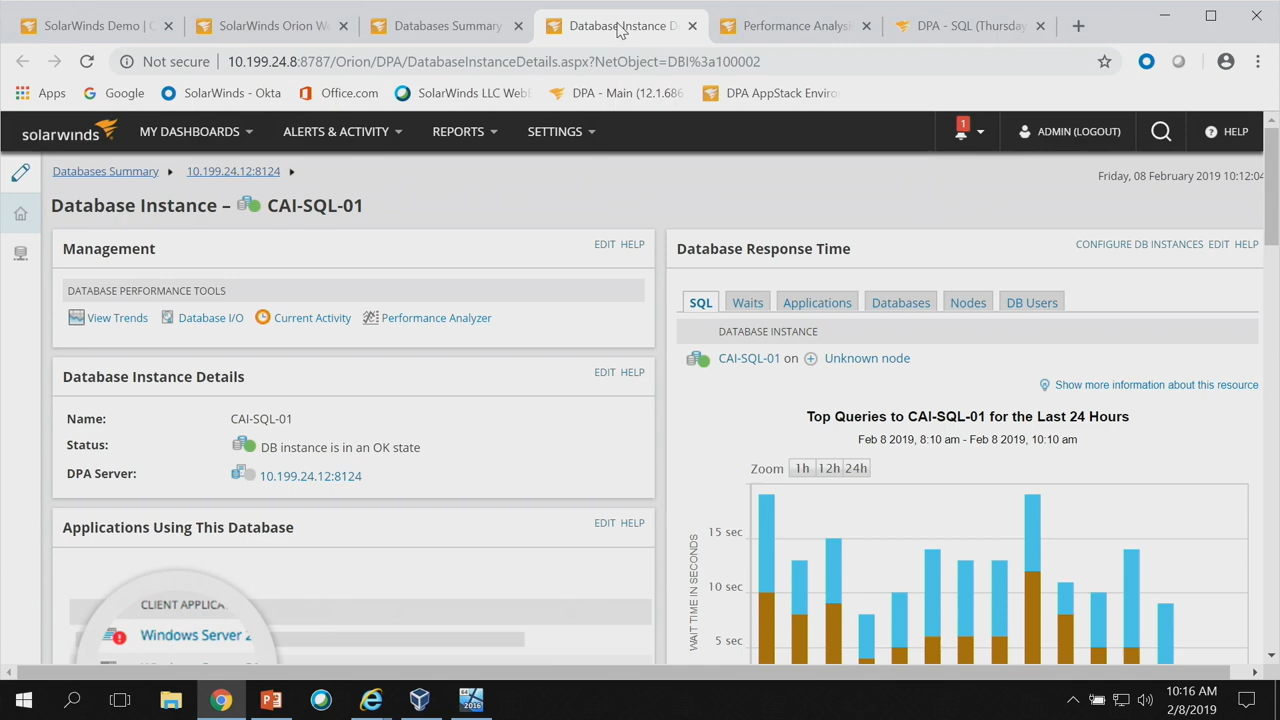 SolarWinds Demo | C
SolarWinds Orion W
Databases Summary
Database Instance D
Performance Analysi
DPA - SQL (Thursday
Not secure
10.199.24.8:8787/Orion/DPA/DatabaseInstanceDetails.aspx?NetObject=DBI%3a100002
Apps
Google
SolarWinds - Okta
Office.com
SolarWinds LLC WebE
DPA - Main (12.1.686
DPA AppStack Enviro
solarwinds
MY DASHBOARDS
ALERTS & ACTIVITY
REPORTS
SETTINGS
1
ADMIN (LOGOUT)
HELP
Databases Summary
10.199.24.12:8124
Friday, 08 February 2019 10:12:04
Database Instance – CAI-SQL-01
Management
EDIT HELP
DATABASE PERFORMANCE TOOLS
View Trends
Database I/O
Current Activity
Performance Analyzer
Database Instance Details
EDIT HELP
Name: CAI-SQL-01
Status: DB instance is in an OK state
DPA Server: 10.199.24.12:8124
Applications Using This Database
EDIT HELP
CLIENT APPLICA
Windows Server 2
Database Response Time
CONFIGURE DB INSTANCES EDIT HELP
SQL
Waits
Applications
Databases
Nodes
DB Users
DATABASE INSTANCE
CAI-SQL-01 on Unknown node
Show more information about this resource
Top Queries to CAI-SQL-01 for the Last 24 Hours
Feb 8 2019, 8:10 am - Feb 8 2019, 10:10 am
Zoom 1h 12h 24h
15 sec
10 sec
5 sec
WAIT TIME IN SECONDS
2016
10:16 AM
2/8/2019